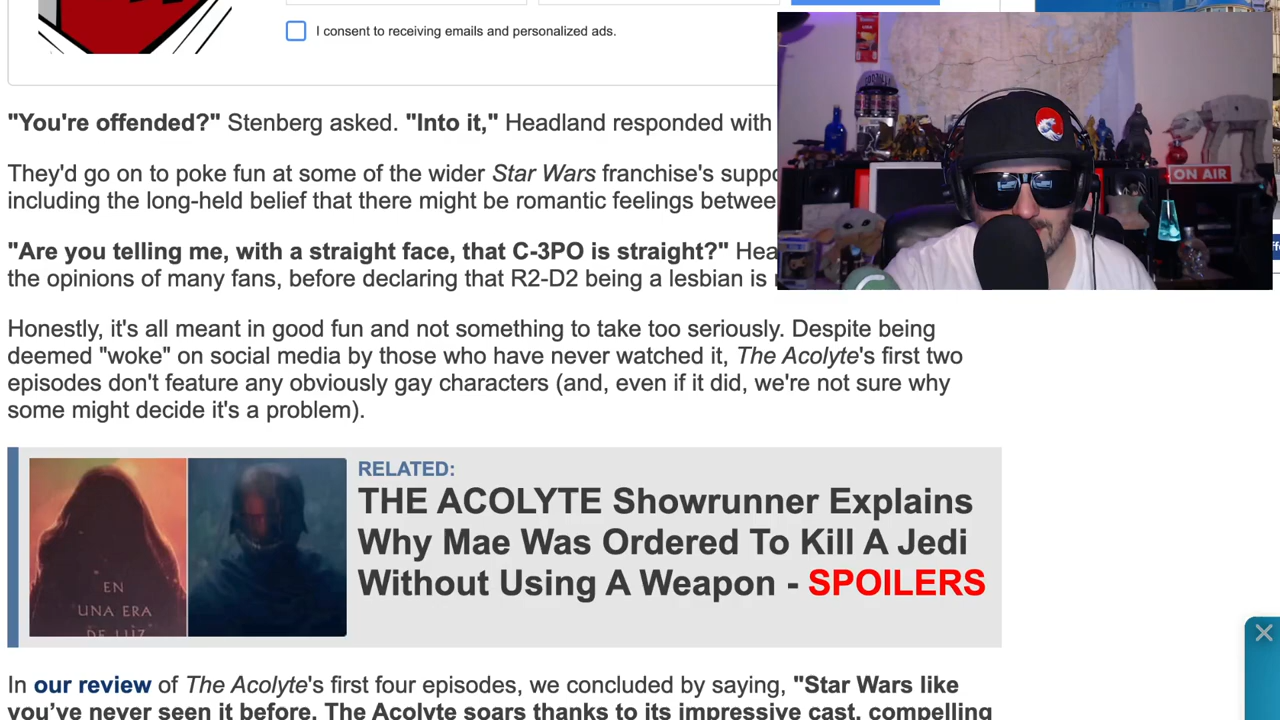 I consent to receiving emails and personalized ads.
"You're offended?" Stenberg asked. "Into it," Headland responded with
They'd go on to poke fun at some of the wider Star Wars franchise's
including the long-held belief that there might be romantic feelings
ON AIR
"Are you telling me, with a straight face, that C-3PO is straight?"
the opinions of many fans, before declaring that R2-D2 being a lesbian is
Honestly, it's all meant in good fun and not something to take too seriously. Despite being
deemed "woke" on social media by those who have never watched it, The Acolyte's first two
episodes don't feature any obviously gay characters (and, even if it did, we're not sure why
some might decide it's a problem).
RELATED:
THE ACOLYTE Showrunner Explains
Why Mae Was Ordered To Kill A Jedi
Without Using A Weapon - SPOILERS
EN
UNA ERA
DE LUZ
In our review of The Acolyte's first four episodes, we concluded by saying, "Star Wars like
you've never seen it before. The Acolyte soars thanks to its impressive cast, compelling